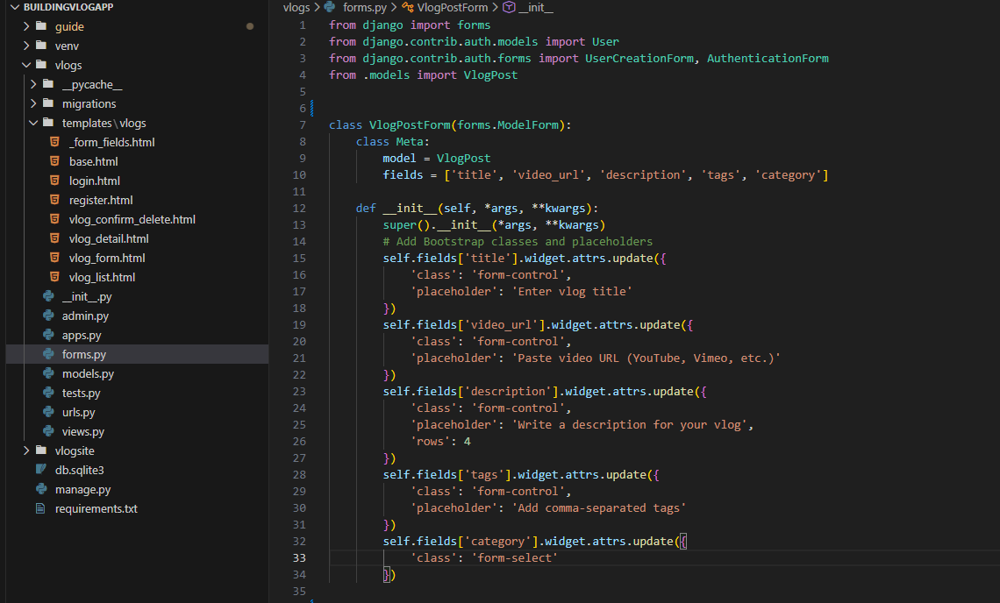 BUILDINGVLOGAPP
guide
venv
vlogs
__pycache__
migrations
templates\vlogs
_form_fields.html
base.html
login.html
register.html
vlog_confirm_delete.html
vlog_detail.html
vlog_form.html
vlog_list.html
__init__.py
admin.py
apps.py
forms.py
models.py
tests.py
urls.py
views.py
vlogsite
db.sqlite3
manage.py
requirements.txt
vlogs > forms.py > VlogPostForm > __init__
1 from django import forms
2 from django.contrib.auth.models import User
3 from django.contrib.auth.forms import UserCreationForm, AuthenticationForm
4 from .models import VlogPost
5
6
7 class VlogPostForm(forms.ModelForm):
8     class Meta:
9         model = VlogPost
10         fields = ['title', 'video_url', 'description', 'tags', 'category']
11
12     def __init__(self, *args, **kwargs):
13         super().__init__(*args, **kwargs)
14         # Add Bootstrap classes and placeholders
15         self.fields['title'].widget.attrs.update({
16             'class': 'form-control',
17             'placeholder': 'Enter vlog title'
18         })
19         self.fields['video_url'].widget.attrs.update({
20             'class': 'form-control',
21             'placeholder': 'Paste video URL (YouTube, Vimeo, etc.)'
22         })
23         self.fields['description'].widget.attrs.update({
24             'class': 'form-control',
25             'placeholder': 'Write a description for your vlog',
26             'rows': 4
27         })
28         self.fields['tags'].widget.attrs.update({
29             'class': 'form-control',
30             'placeholder': 'Add comma-separated tags'
31         })
32         self.fields['category'].widget.attrs.update({
33             'class': 'form-select'
34         })
35